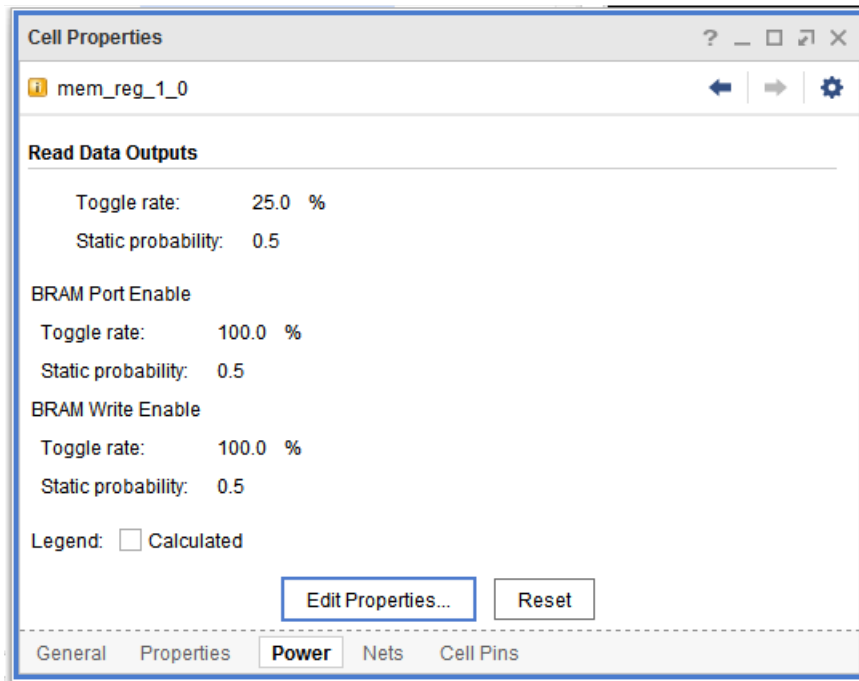 Cell Properties
mem_reg_1_0
Read Data Outputs
Toggle rate: 25.0 %
Static probability: 0.5
BRAM Port Enable
Toggle rate: 100.0 %
Static probability: 0.5
BRAM Write Enable
Toggle rate: 100.0 %
Static probability: 0.5
Legend: Calculated
Edit Properties... Reset
General Properties Power Nets Cell Pins